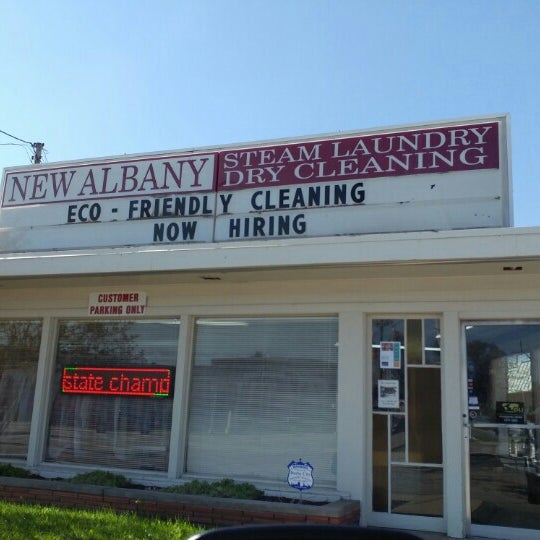 NEW ALBANY
STEAM LAUNDRY
DRY CLEANING
ECO - FRIENDLY CLEANING
NOW HIRING
CUSTOMER
PARKING ONLY
state champ